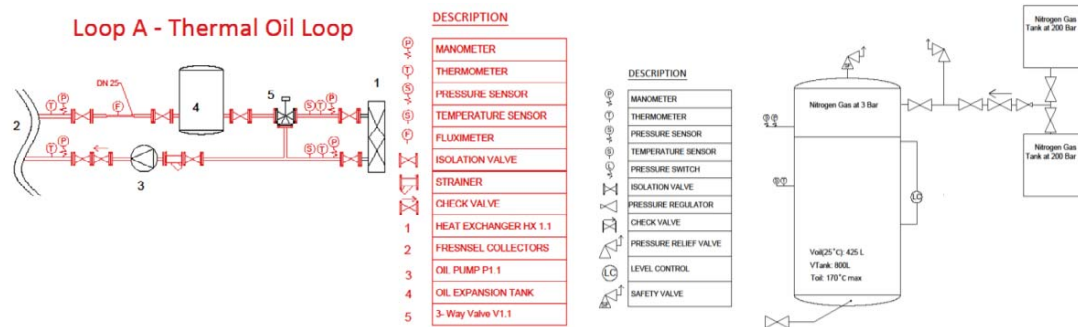 Loop A - Thermal Oil Loop
DN 25
T P
F
5
S T P
1
4
2
T P
3
S T P
DESCRIPTION
P MANOMETER
T THERMOMETER
S PRESSURE SENSOR
S TEMPERATURE SENSOR
F FLUXIMETER
ISOLATION VALVE
STRAINER
CHECK VALVE
1 HEAT EXCHANGER HX 1.1
2 FRESNSEL COLLECTORS
3 OIL PUMP P1.1
4 OIL EXPANSION TANK
5 3- Way Valve V1.1
DESCRIPTION
P MANOMETER
T THERMOMETER
S PRESSURE SENSOR
S TEMPERATURE SENSOR
L PRESSURE SWITCH
ISOLATION VALVE
PRESSURE REGULATOR
CHECK VALVE
PRESSURE RELIEF VALVE
LC LEVEL CONTROL
SAFETY VALVE
Nitrogen Gas
Tank at 200 Bar
Nitrogen Gas at 3 Bar
S P
Nitrogen Gas
Tank at 200 Bar
S T
LC
Voil(25°C): 425 L
VTank: 800L
Toil: 170°C max